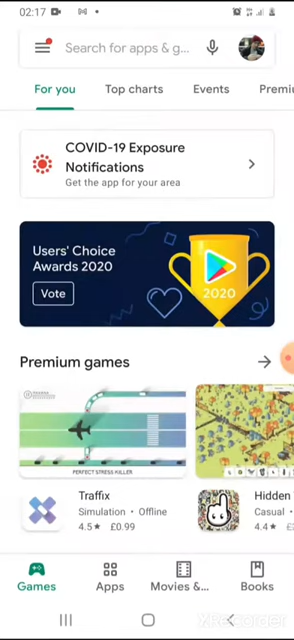 02:17
Search for apps & g...
For you
Top charts
Events
Premi
COVID-19 Exposure
Notifications
Get the app for your area
Users' Choice
Awards 2020
Vote
2020
Premium games
PERFECT STRESS KILLER
Traffix
Simulation • Offline
4.5★ £0.99
Hidden
Casual •
4.4★ £
Games
Apps
Movies &...
Books